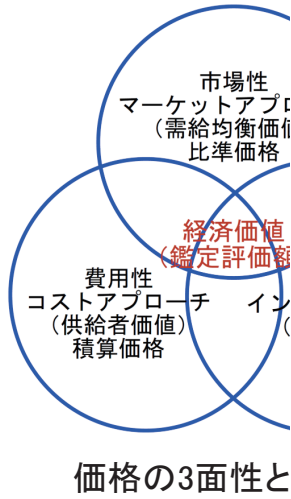 市場性
マーケットアプロ
(需給均衡価値
比準価格
経済価値
(鑑定評価額
費用性
コストアプローチ
(供給者価値)
積算価格
イン
(
価格の3面性と